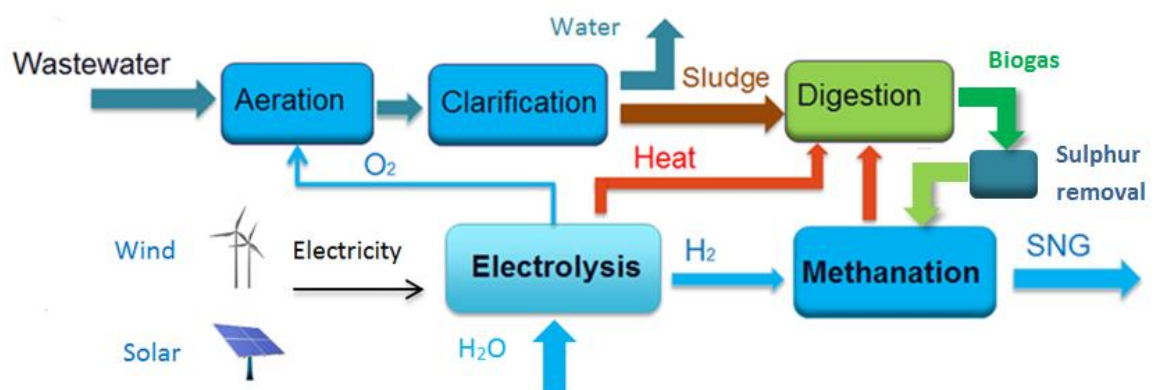 Water
Wastewater
Aeration
Clarification
Sludge
Digestion
Biogas
O₂
Heat
Sulphur
removal
Wind
Electricity
Electrolysis
H₂
Methanation
SNG
Solar
H₂O